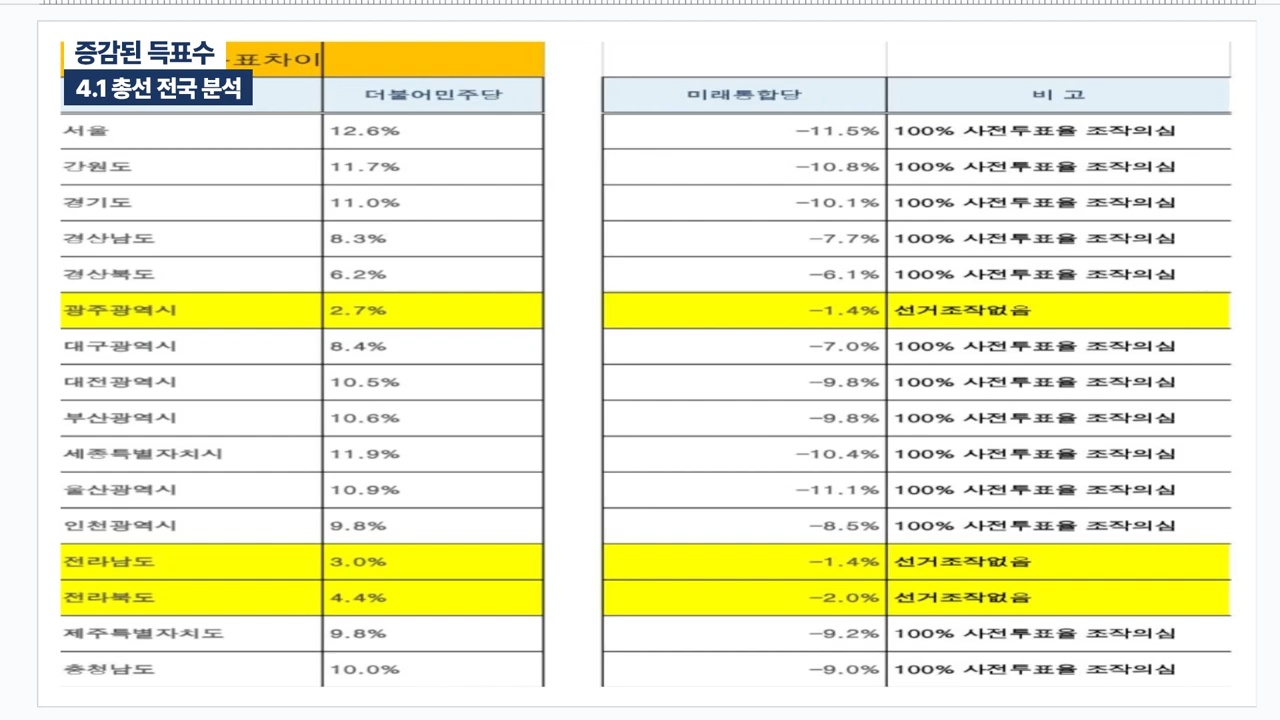 증감된 득표수
표차이
4.1 총선 전국 분석
더불어민주당 미래통합당 비 고
서울 12.6% -11.5% 100% 사전투표율 조작의심
강원도 11.7% -10.8% 100% 사전투표율 조작의심
경기도 11.0% -10.1% 100% 사전투표율 조작의심
경산남도 8.3% -7.7% 100% 사전투표율 조작의심
경산북도 6.2% -6.1% 100% 사전투표율 조작의심
광주광역시 2.7% -1.4% 선거조작없음
대구광역시 8.4% -7.0% 100% 사전투표율 조작의심
대전광역시 10.5% -9.8% 100% 사전투표율 조작의심
부산광역시 10.6% -9.8% 100% 사전투표율 조작의심
세종특별자치시 11.9% -10.4% 100% 사전투표율 조작의심
울산광역시 10.9% -11.1% 100% 사전투표율 조작의심
인천광역시 9.8% -8.5% 100% 사전투표율 조작의심
전라남도 3.0% -1.4% 선거조작없음
전라북도 4.4% -2.0% 선거조작없음
제주특별자치도 9.8% -9.2% 100% 사전투표율 조작의심
충청남도 10.0% -9.0% 100% 사전투표율 조작의심